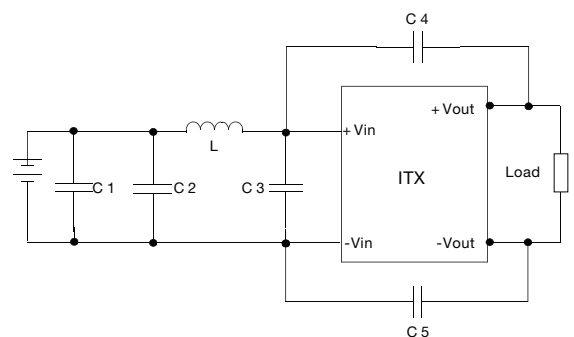 C 4
+ Vout
+ Vin
L
ITX
Load
C 1
C 2
C 3
-Vin
-Vout
C 5